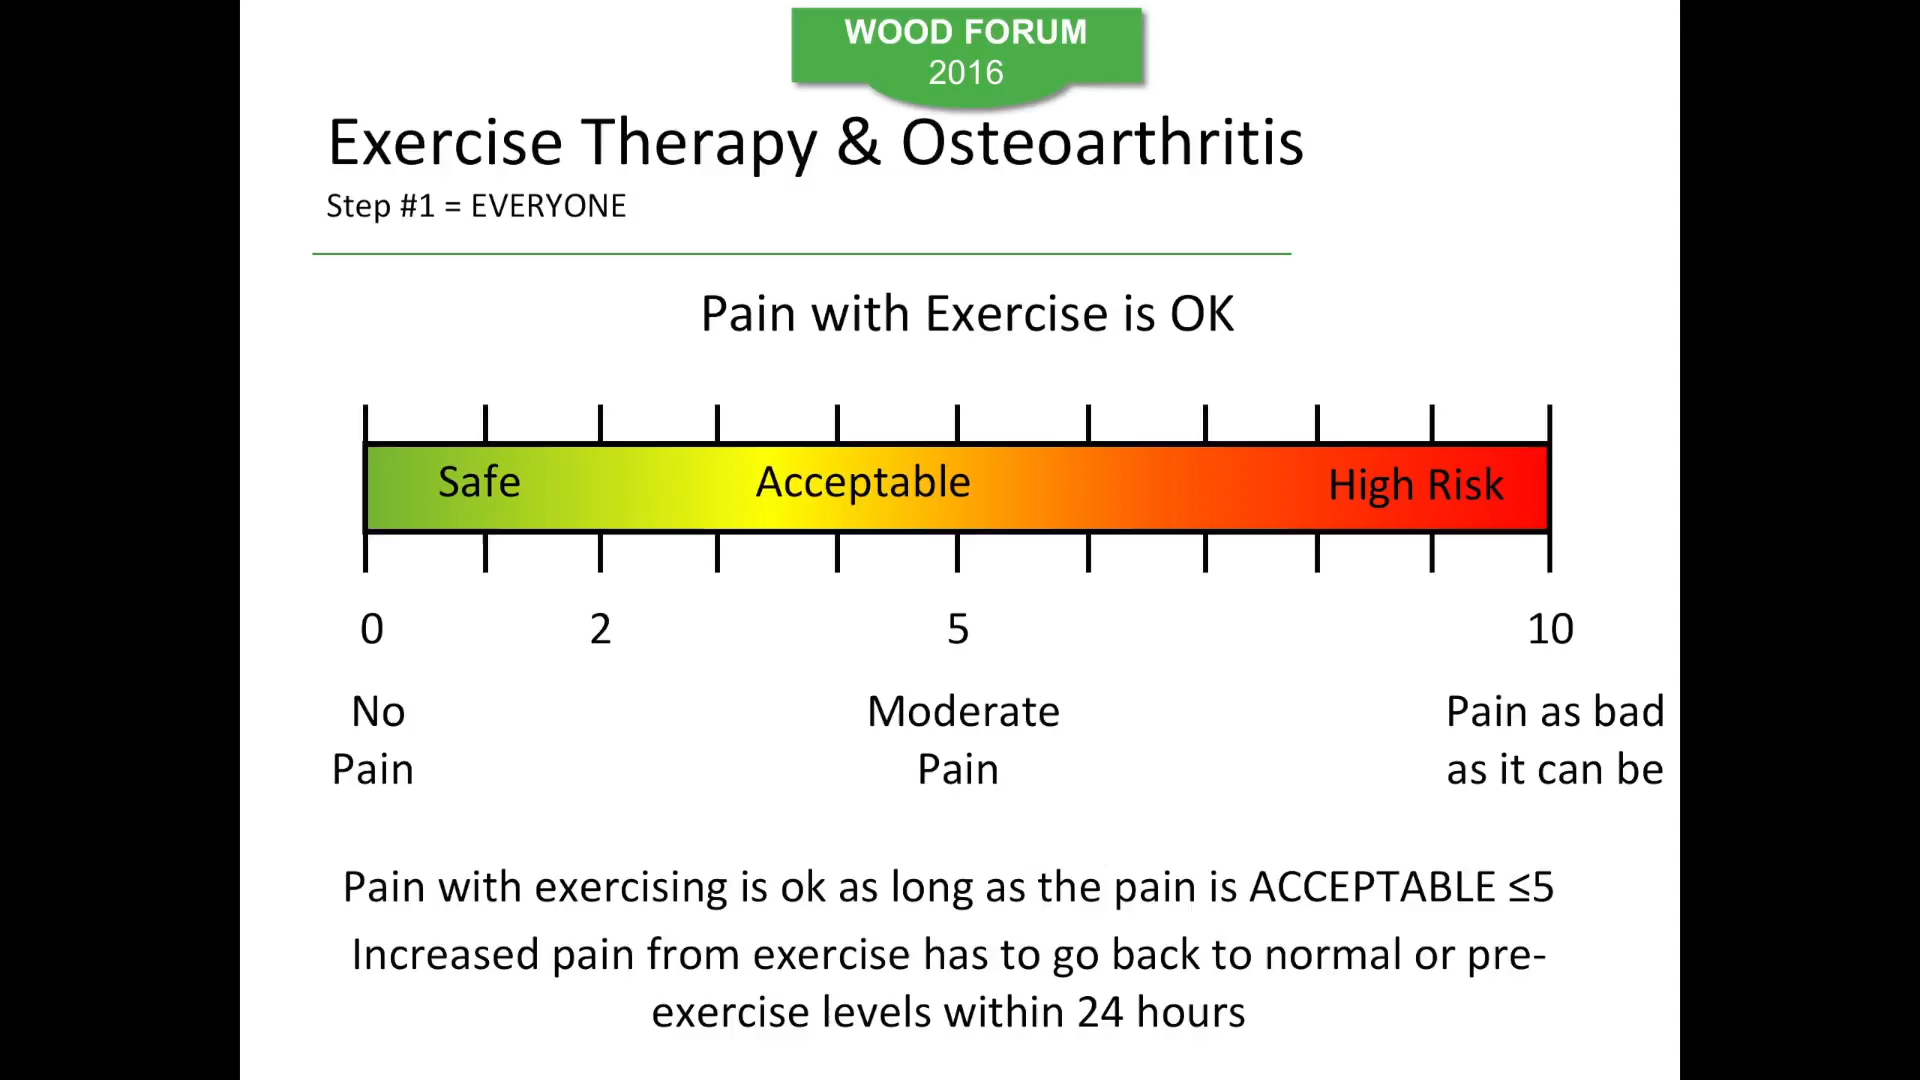 WOOD FORUM
2016
Exercise Therapy & Osteoarthritis
Step #1 = EVERYONE
Pain with Exercise is OK
Safe Acceptable High Risk
0 2 5 10
No Moderate Pain as bad
Pain Pain as it can be
Pain with exercising is ok as long as the pain is ACCEPTABLE ≤5
Increased pain from exercise has to go back to normal or pre-
exercise levels within 24 hours